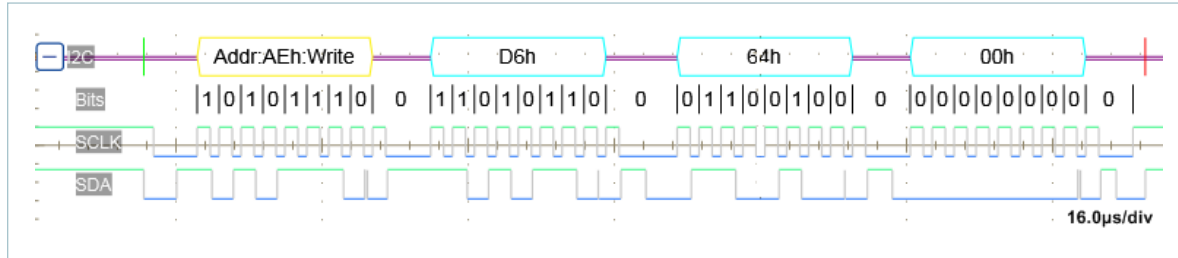 I2C Addr:AEh:Write D6h 64h 00h
Bits 1 0 1 0 1 1 1 0 0 1 1 0 1 0 1 1 0 0 0 1 1 0 0 1 0 0 0 0 0 0 0 0 0 0 0 0
SCLK
SDA
16.0µs/div